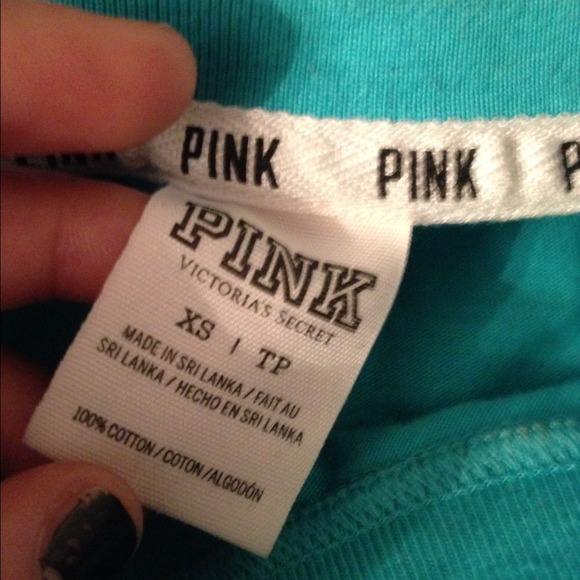 PINK PINK PINK P
PINK
VICTORIA'S SECRET
XS | TP
MADE IN SRI LANKA / FAIT AU
SRI LANKA / HECHO EN SRI LANKA
100% COTTON / COTON / ALGODÓN